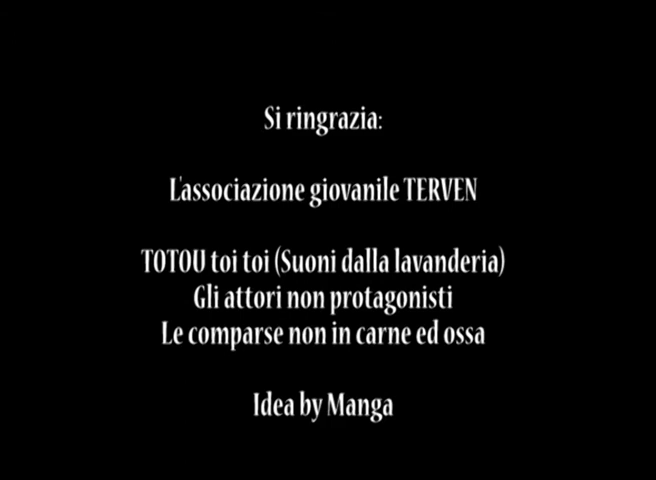 Si ringrazia:
L'associazione giovanile TERVEN
TOTOU toi toi (Suoni dalla lavanderia)
Gli attori non protagonisti
Le comparse non in carne ed ossa
Idea by Manga